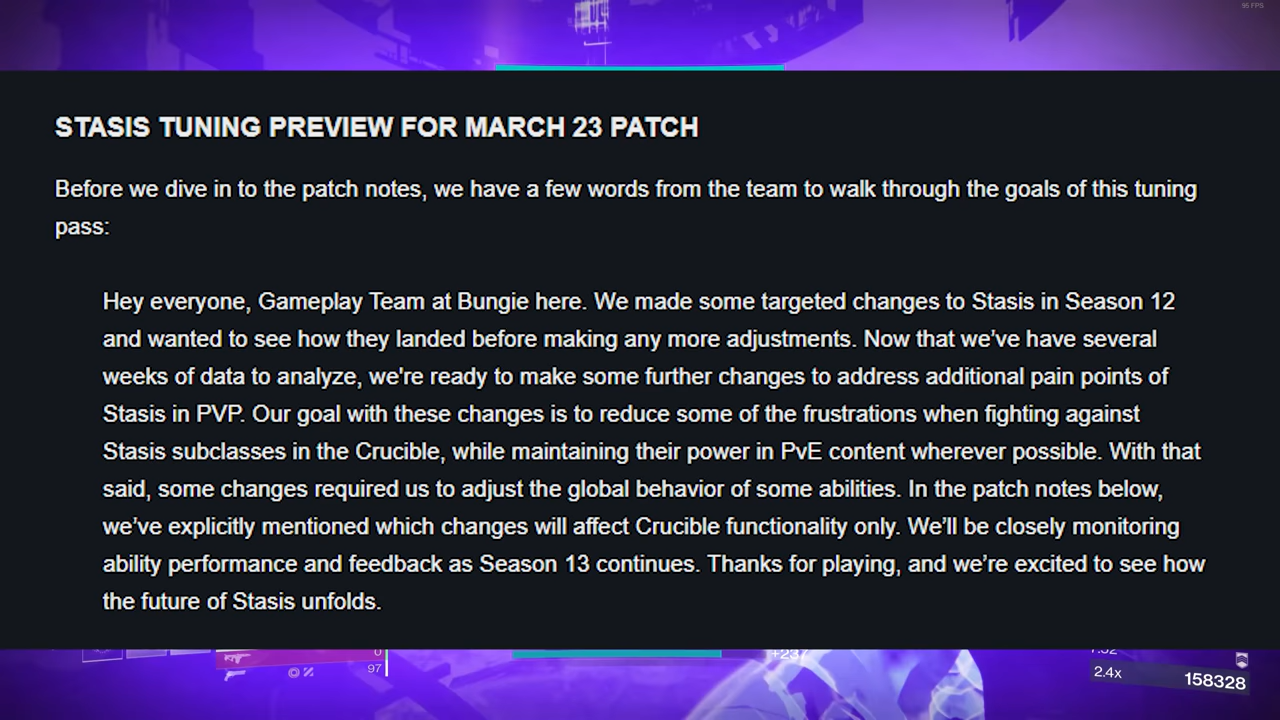 95 FPS
STASIS TUNING PREVIEW FOR MARCH 23 PATCH
Before we dive in to the patch notes, we have a few words from the team to walk through the goals of this tuning
pass:
Hey everyone, Gameplay Team at Bungie here. We made some targeted changes to Stasis in Season 12
and wanted to see how they landed before making any more adjustments. Now that we’ve have several
weeks of data to analyze, we're ready to make some further changes to address additional pain points of
Stasis in PVP. Our goal with these changes is to reduce some of the frustrations when fighting against
Stasis subclasses in the Crucible, while maintaining their power in PvE content wherever possible. With that
said, some changes required us to adjust the global behavior of some abilities. In the patch notes below,
we’ve explicitly mentioned which changes will affect Crucible functionality only. We’ll be closely monitoring
ability performance and feedback as Season 13 continues. Thanks for playing, and we’re excited to see how
the future of Stasis unfolds.
0
97
+237
2.4x
158328